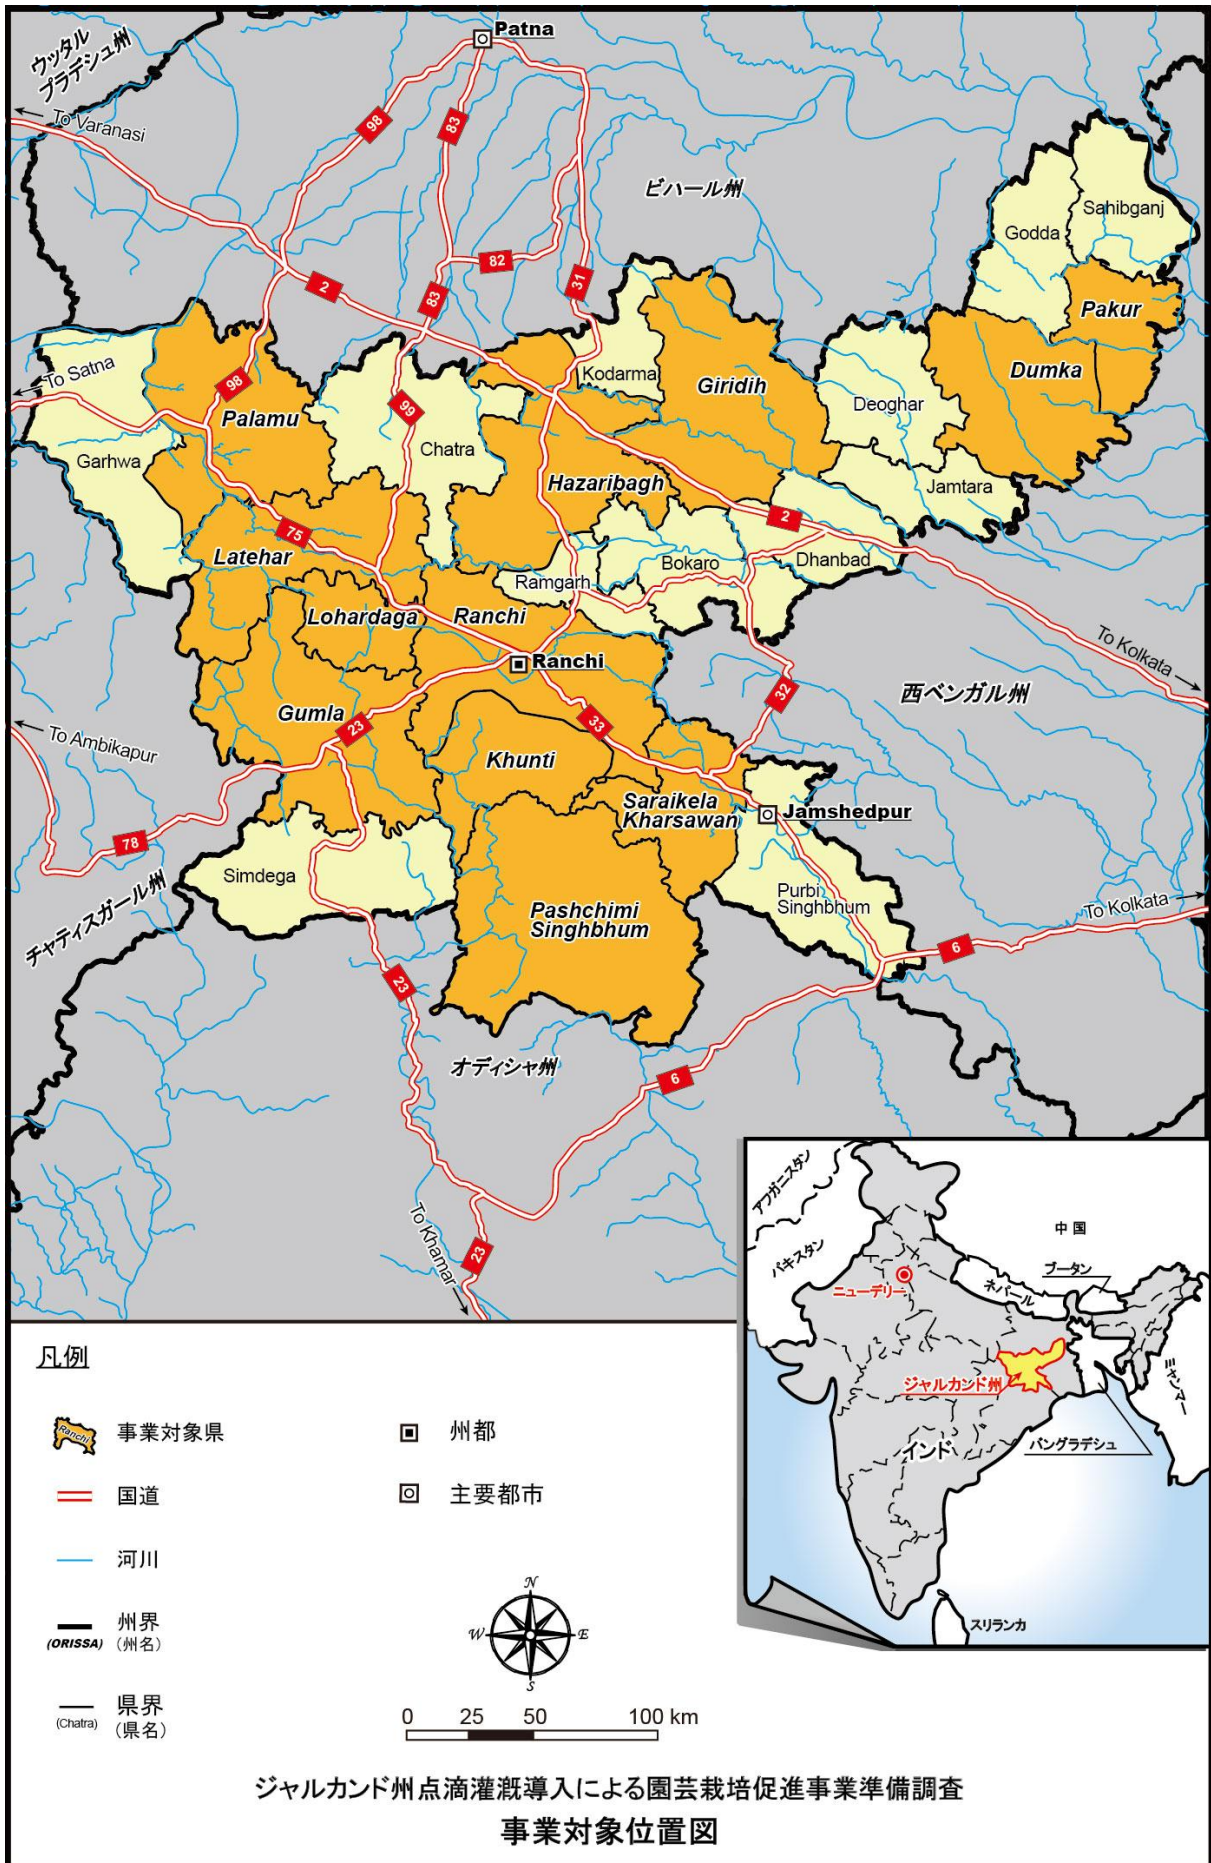 Patna
ウッタル
プラデシュ州
To Varanasi
98
83
ビハール州
Sahibganj
Godda
82
31
2
83
Pakur
To Satna
98
Kodarma
Giridih
Dumka
99
Palamu
Deoghar
Chatra
Garhwa
Hazaribagh
Jamtara
75
2
Latehar
Bokaro
Dhanbad
Ramgarh
Lohardaga
Ranchi
To Kolkata
Ranchi
32
西ベンガル州
Gumla
23
33
To Ambikapur
Khunti
Saraikela
Kharsawan
Jamshedpur
78
Simdega
Purbi
Singhbhum
チャティスガール州
Pashchimi
Singhbhum
To Kolkata
6
23
オディシャ州
6
To Khamar
23
アフガニスタン
パキスタン
中国
ブータン
ニューデリー
ネパール
ミャンマー
ジャルカンド州
インド
バングラデシュ
スリランカ
凡例
Ranchi
事業対象県
州都
国道
主要都市
河川
州界
(ORISSA)
(州名)
県界
(Chatra)
(県名)
N
W
E
S
0 25 50 100 km
ジャルカンド州点滴灌漑導入による園芸栽培促進事業準備調査
事業対象位置図